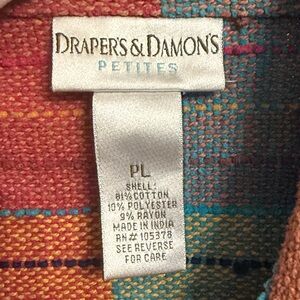 DRAPER'S & DAMON'S
PETITES
PL
SHELL:
81% COTTON
10% POLYESTER
9% RAYON
MADE IN INDIA
RN# 105378
SEE REVERSE
FOR CARE